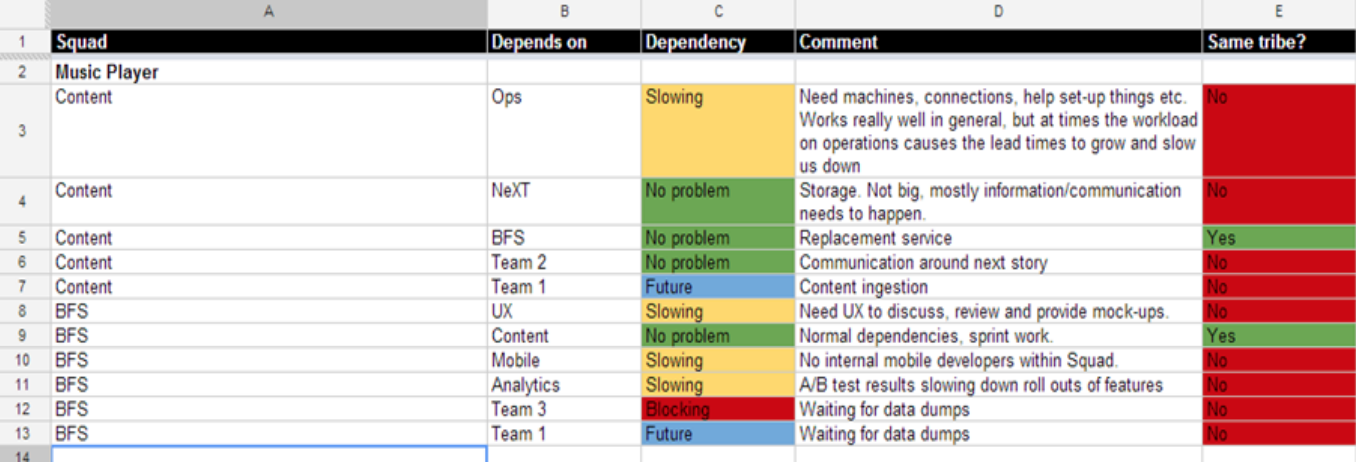 A B C D E
1 Squad Depends on Dependency Comment Same tribe?
2 Music Player
3 Content Ops Slowing Need machines, connections, help set-up things etc. No
Works really well in general, but at times the workload
on operations causes the lead times to grow and slow
us down
4 Content NeXT No problem Storage. Not big, mostly information/communication No
needs to happen.
5 Content BFS No problem Replacement service Yes
6 Content Team 2 No problem Communication around next story No
7 Content Team 1 Future Content ingestion No
8 BFS UX Slowing Need UX to discuss, review and provide mock-ups. No
9 BFS Content No problem Normal dependencies, sprint work. Yes
10 BFS Mobile Slowing No internal mobile developers within Squad. No
11 BFS Analytics Slowing A/B test results slowing down roll outs of features No
12 BFS Team 3 Blocking Waiting for data dumps No
13 BFS Team 1 Future Waiting for data dumps No
14